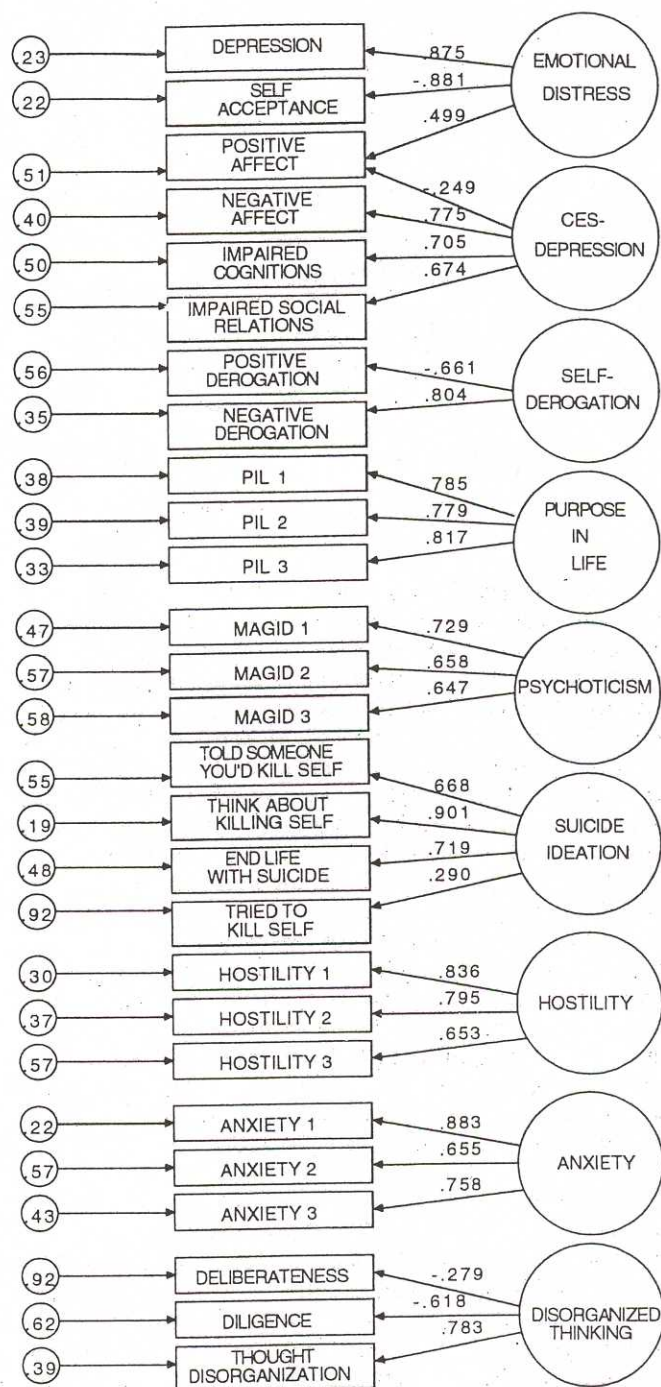 .23
DEPRESSION
.875
EMOTIONAL
DISTRESS
.22
SELF
ACCEPTANCE
-.881
.499
.51
POSITIVE
AFFECT
-.249
.40
NEGATIVE
AFFECT
.775
CES-
DEPRESSION
.50
IMPAIRED
COGNITIONS
.705
.674
.55
IMPAIRED SOCIAL
RELATIONS
.56
POSITIVE
DEROGATION
-.661
SELF-
DEROGATION
.35
NEGATIVE
DEROGATION
.804
.38
PIL 1
.785
PURPOSE
IN
LIFE
.39
PIL 2
.779
.33
PIL 3
.817
.47
MAGID 1
.729
PSYCHOTICISM
.57
MAGID 2
.658
.58
MAGID 3
.647
.55
TOLD SOMEONE
YOU'D KILL SELF
.668
SUICIDE
IDEATION
.19
THINK ABOUT
KILLING SELF
.901
.48
END LIFE
WITH SUICIDE
.719
.290
.92
TRIED TO
KILL SELF
.30
HOSTILITY 1
.836
HOSTILITY
.37
HOSTILITY 2
.795
.57
HOSTILITY 3
.653
.22
ANXIETY 1
.883
ANXIETY
.57
ANXIETY 2
.655
.43
ANXIETY 3
.758
.92
DELIBERATENESS
-.279
DISORGANIZED
THINKING
.62
DILIGENCE
-.618
.783
.39
THOUGHT
DISORGANIZATION